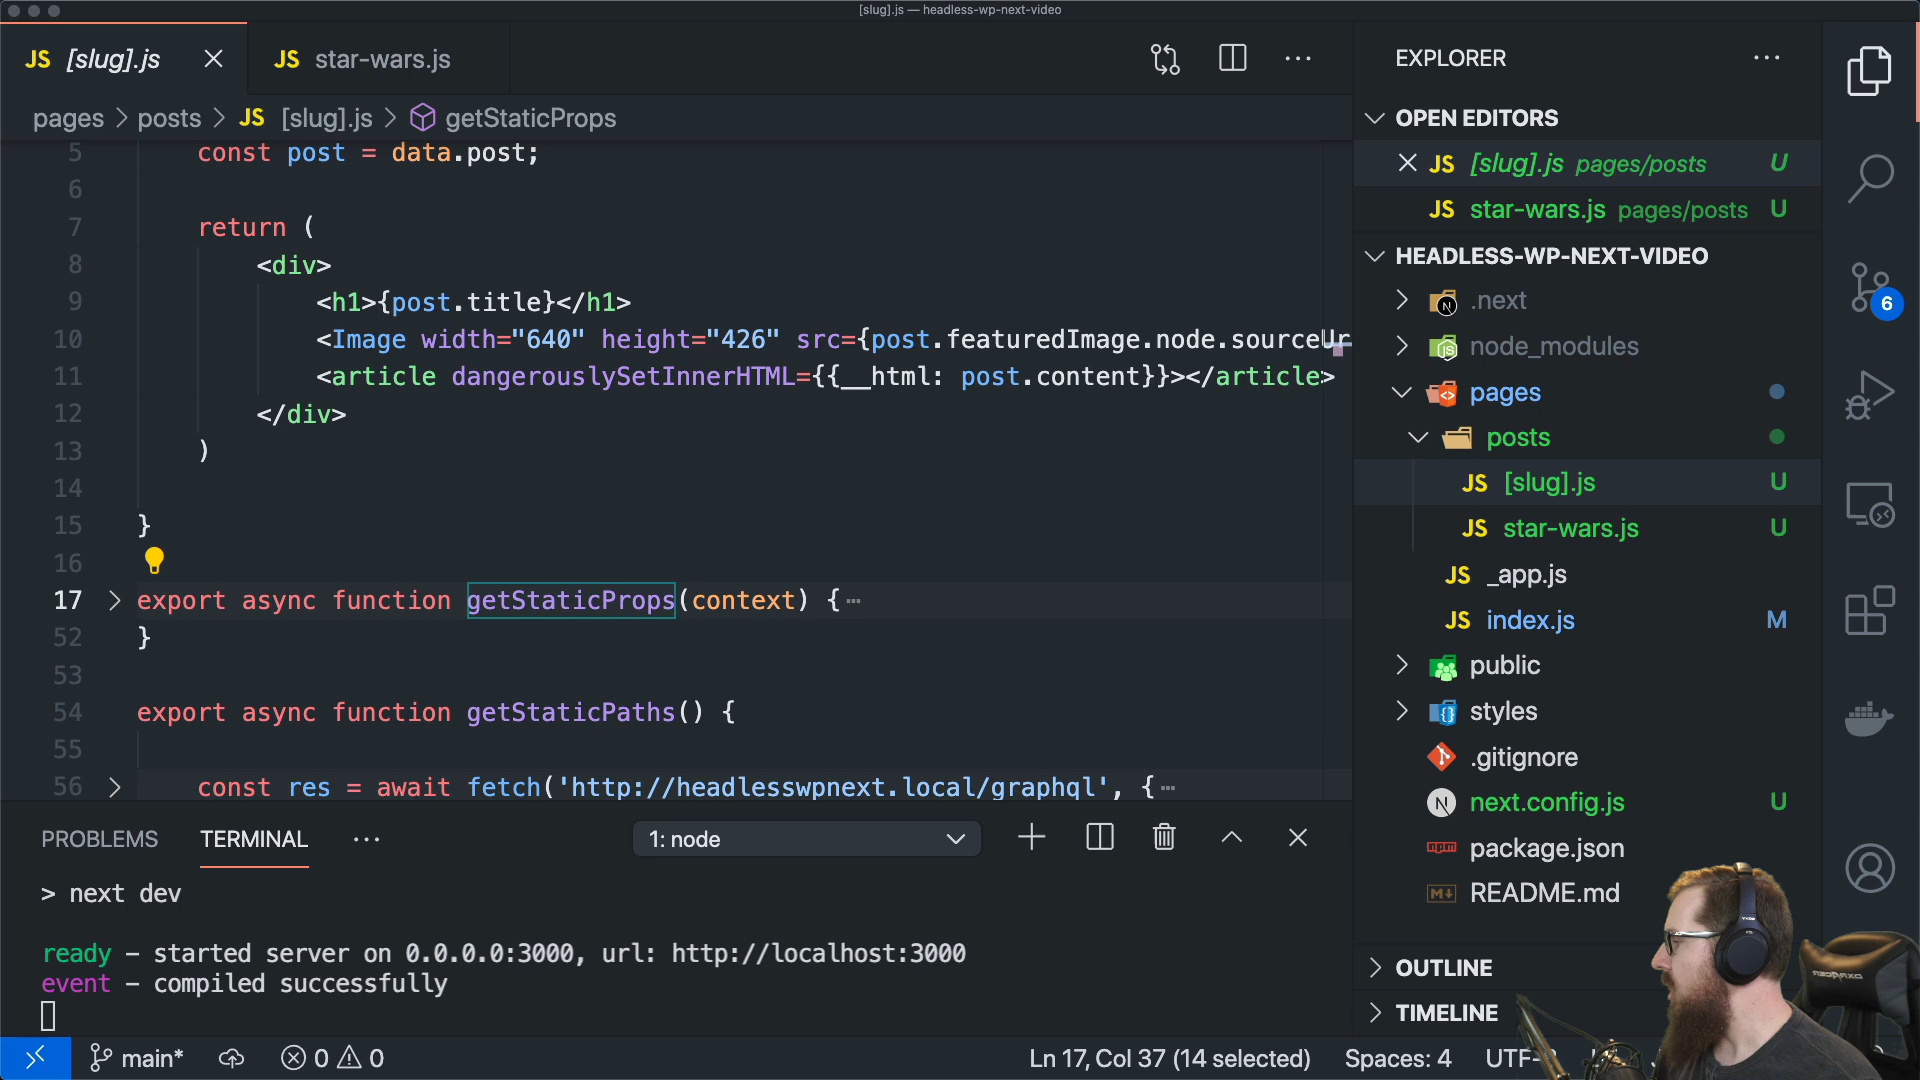 [slug].js — headless-wp-next-video
JS [slug].js
JS star-wars.js
pages > posts > JS [slug].js > getStaticProps
5 const post = data.post;
6
7 return (
8 <div>
9 <h1>{post.title}</h1>
10 <Image width="640" height="426" src={post.featuredImage.node.sourceUr
11 <article dangerouslySetInnerHTML={{__html: post.content}}></article>
12 </div>
13 )
14
15 }
16
17 export async function getStaticProps(context) {
52 }
53
54 export async function getStaticPaths() {
55
56 const res = await fetch('http://headlesswpnext.local/graphql', {
PROBLEMS TERMINAL
1: node
> next dev
ready - started server on 0.0.0.0:3000, url: http://localhost:3000
event - compiled successfully
main* 0 0
Ln 17, Col 37 (14 selected) Spaces: 4 UTF-
EXPLORER
OPEN EDITORS
JS [slug].js pages/posts U
JS star-wars.js pages/posts U
HEADLESS-WP-NEXT-VIDEO
N .next
JS node_modules
pages
posts
JS [slug].js U
JS star-wars.js U
JS _app.js
JS index.js M
public
styles
.gitignore
N next.config.js U
package.json
M README.md
OUTLINE
TIMELINE
6